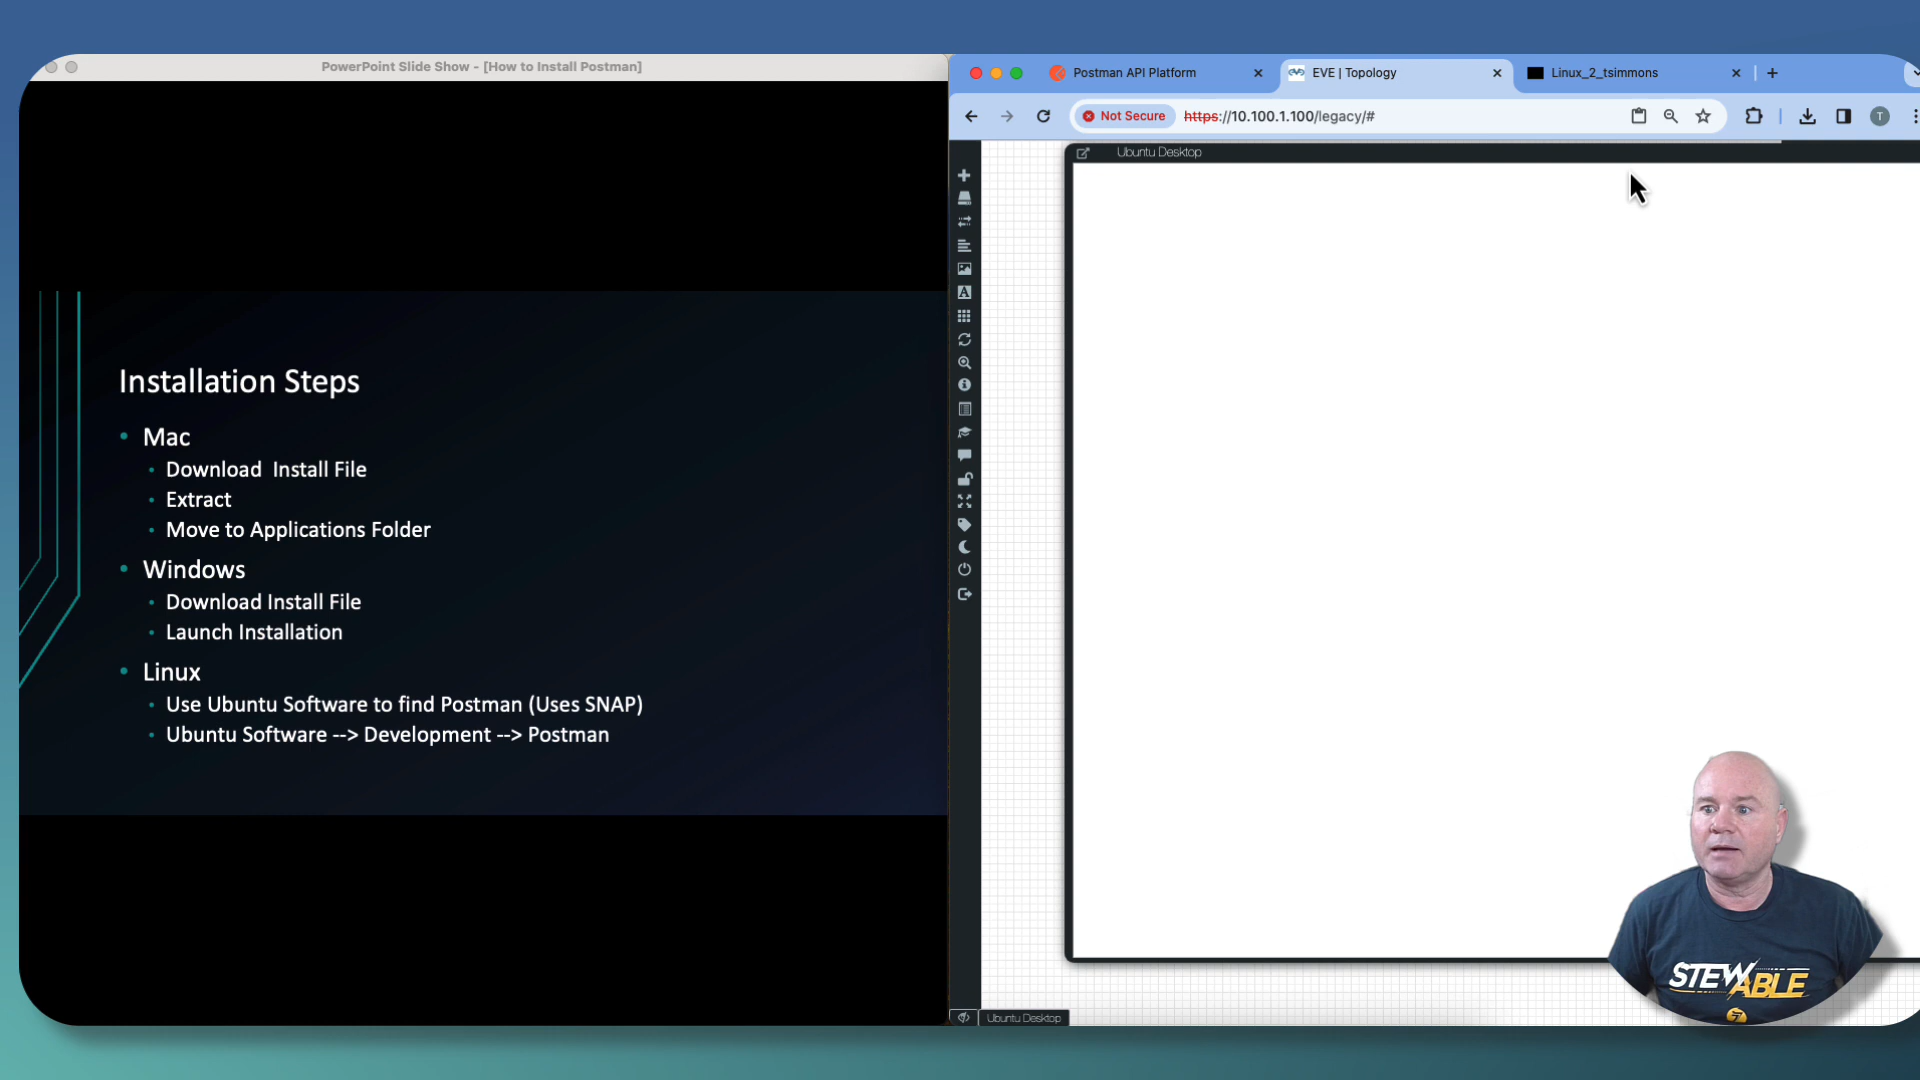 PowerPoint Slide Show - [How to Install Postman]
Installation Steps
Mac
Download Install File
Extract
Move to Applications Folder
Windows
Download Install File
Launch Installation
Linux
Use Ubuntu Software to find Postman (Uses SNAP)
Ubuntu Software --> Development --> Postman
Postman API Platform
EVE | Topology
Linux_2_tsimmons
Not Secure
https://10.100.1.100/legacy/#
T
Ubuntu Desktop
Ubuntu Desktop
STEWABLE